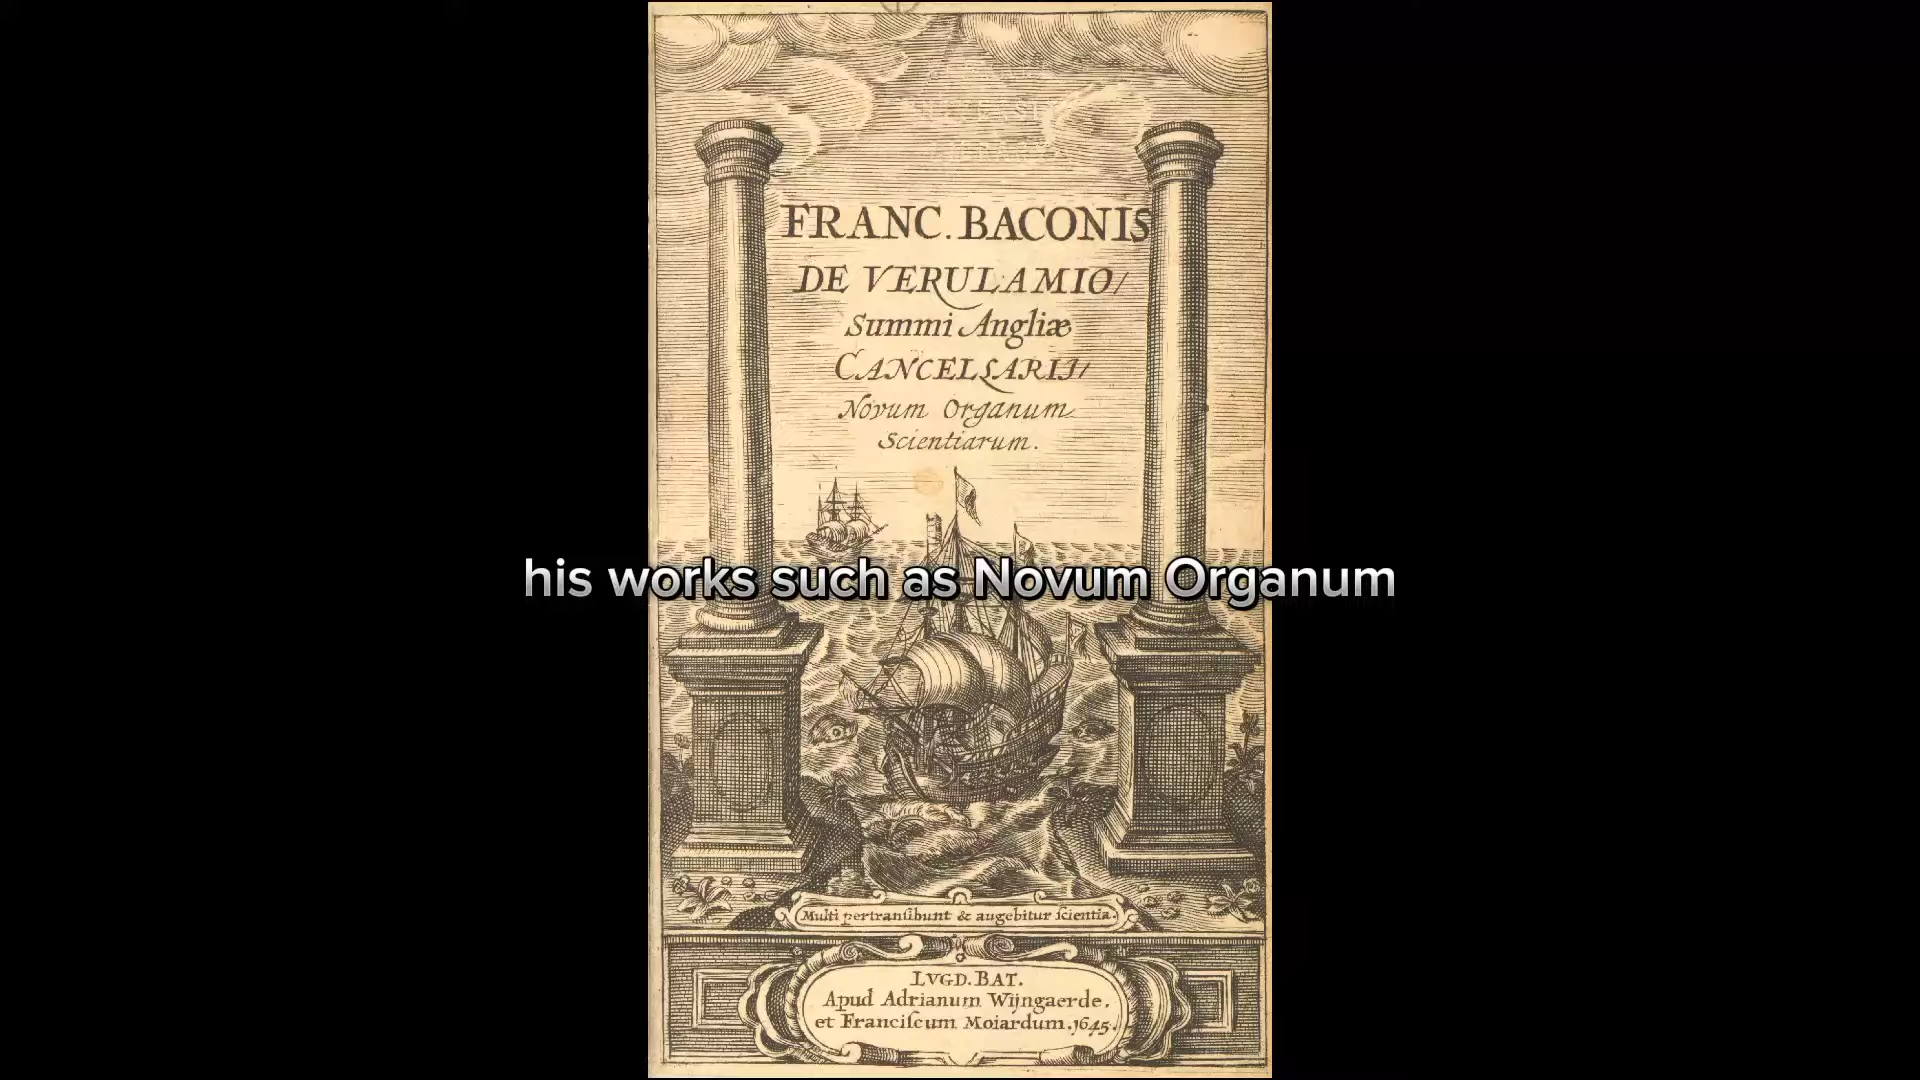 FRANC. BACONIS
DE VERULAMIO/
Summi Angliæ
CANCELLARIJ/
Novum Organum
Scientiarum.
his works such as Novum Organum
Multi pertransibunt & augebitur scientia.
LVGD. BAT.
Apud Adrianum Wijngaerde.
et Franciscum Moiardum. 1645.